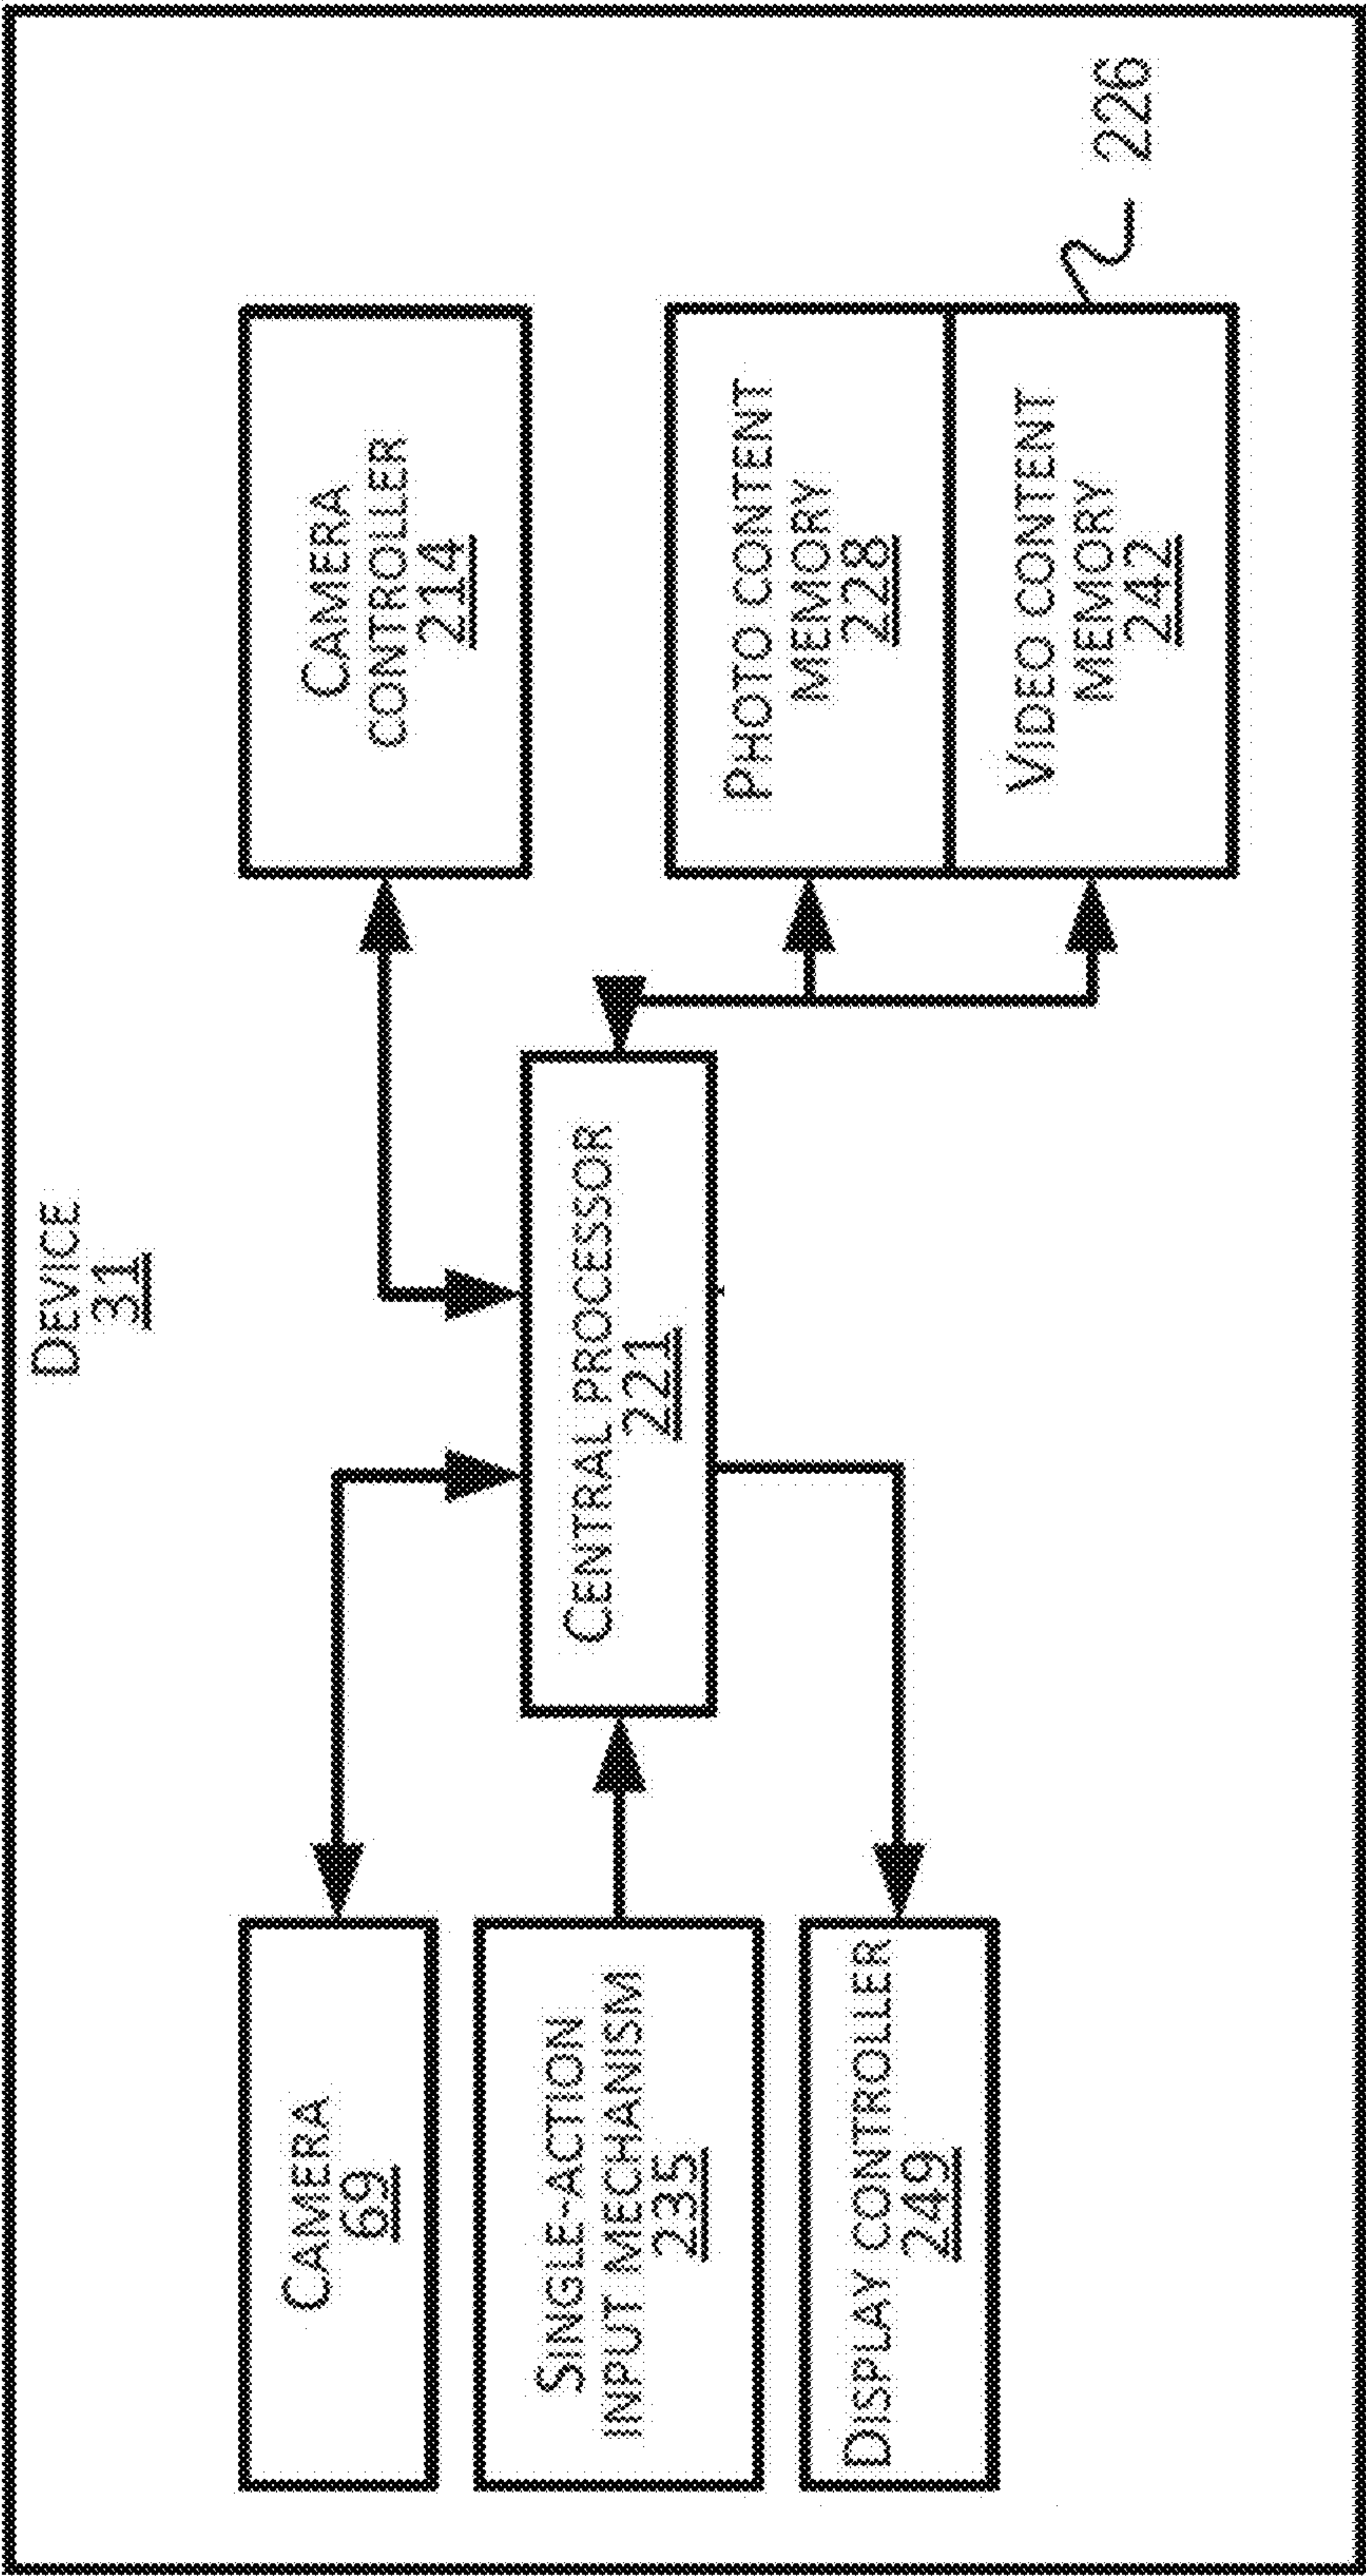 DEVICE
31
CAMERA
69
SINGLE-ACTION
INPUT MECHANISM
235
DISPLAY CONTROLLER
249
CENTRAL PROCESSOR
221
CAMERA
CONTROLLER
214
PHOTO CONTENT
MEMORY
228
VIDEO CONTENT
MEMORY
242
226